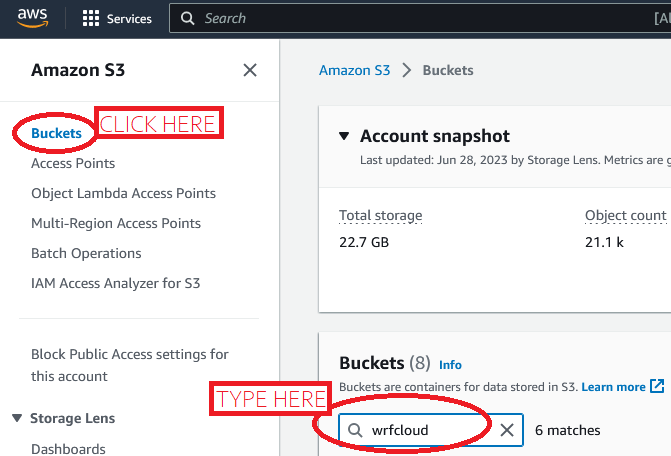 aws
Services
Search
[Al
Amazon S3
Buckets
CLICK HERE
Access Points
Object Lambda Access Points
Multi-Region Access Points
Batch Operations
IAM Access Analyzer for S3
Block Public Access settings for
this account
Storage Lens
Dashboards
Amazon S3 > Buckets
Account snapshot
Last updated: Jun 28, 2023 by Storage Lens. Metrics are g
Total storage
22.7 GB
Object count
21.1 k
Buckets (8) Info
Buckets are containers for data stored in S3. Learn more
TYPE HERE
wrfcloud
6 matches